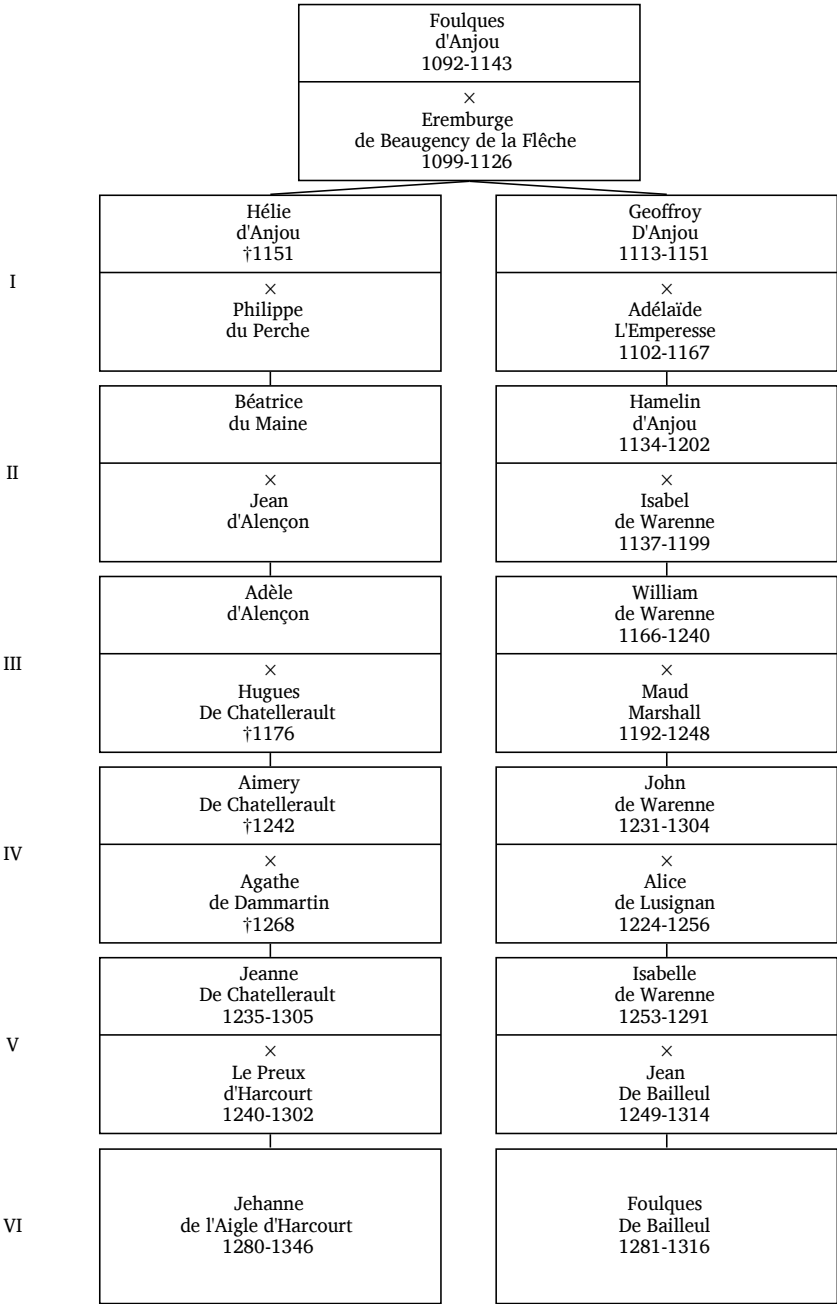 Foulques
d'Anjou
1092-1143
×
Eremburge
de Beaugency de la Flêche
1099-1126
I
Hélie
d'Anjou
†1151
×
Philippe
du Perche
Geoffroy
D'Anjou
1113-1151
×
Adélaïde
L'Emperesse
1102-1167
II
Béatrice
du Maine
×
Jean
d'Alençon
Hamelin
d'Anjou
1134-1202
×
Isabel
de Warenne
1137-1199
III
Adèle
d'Alençon
×
Hugues
De Chatellerault
†1176
William
de Warenne
1166-1240
×
Maud
Marshall
1192-1248
IV
Aimery
De Chatellerault
†1242
×
Agathe
de Dammartin
†1268
John
de Warenne
1231-1304
×
Alice
de Lusignan
1224-1256
V
Jeanne
De Chatellerault
1235-1305
×
Le Preux
d'Harcourt
1240-1302
Isabelle
de Warenne
1253-1291
×
Jean
De Bailleul
1249-1314
VI
Jehanne
de l'Aigle d'Harcourt
1280-1346
Foulques
De Bailleul
1281-1316